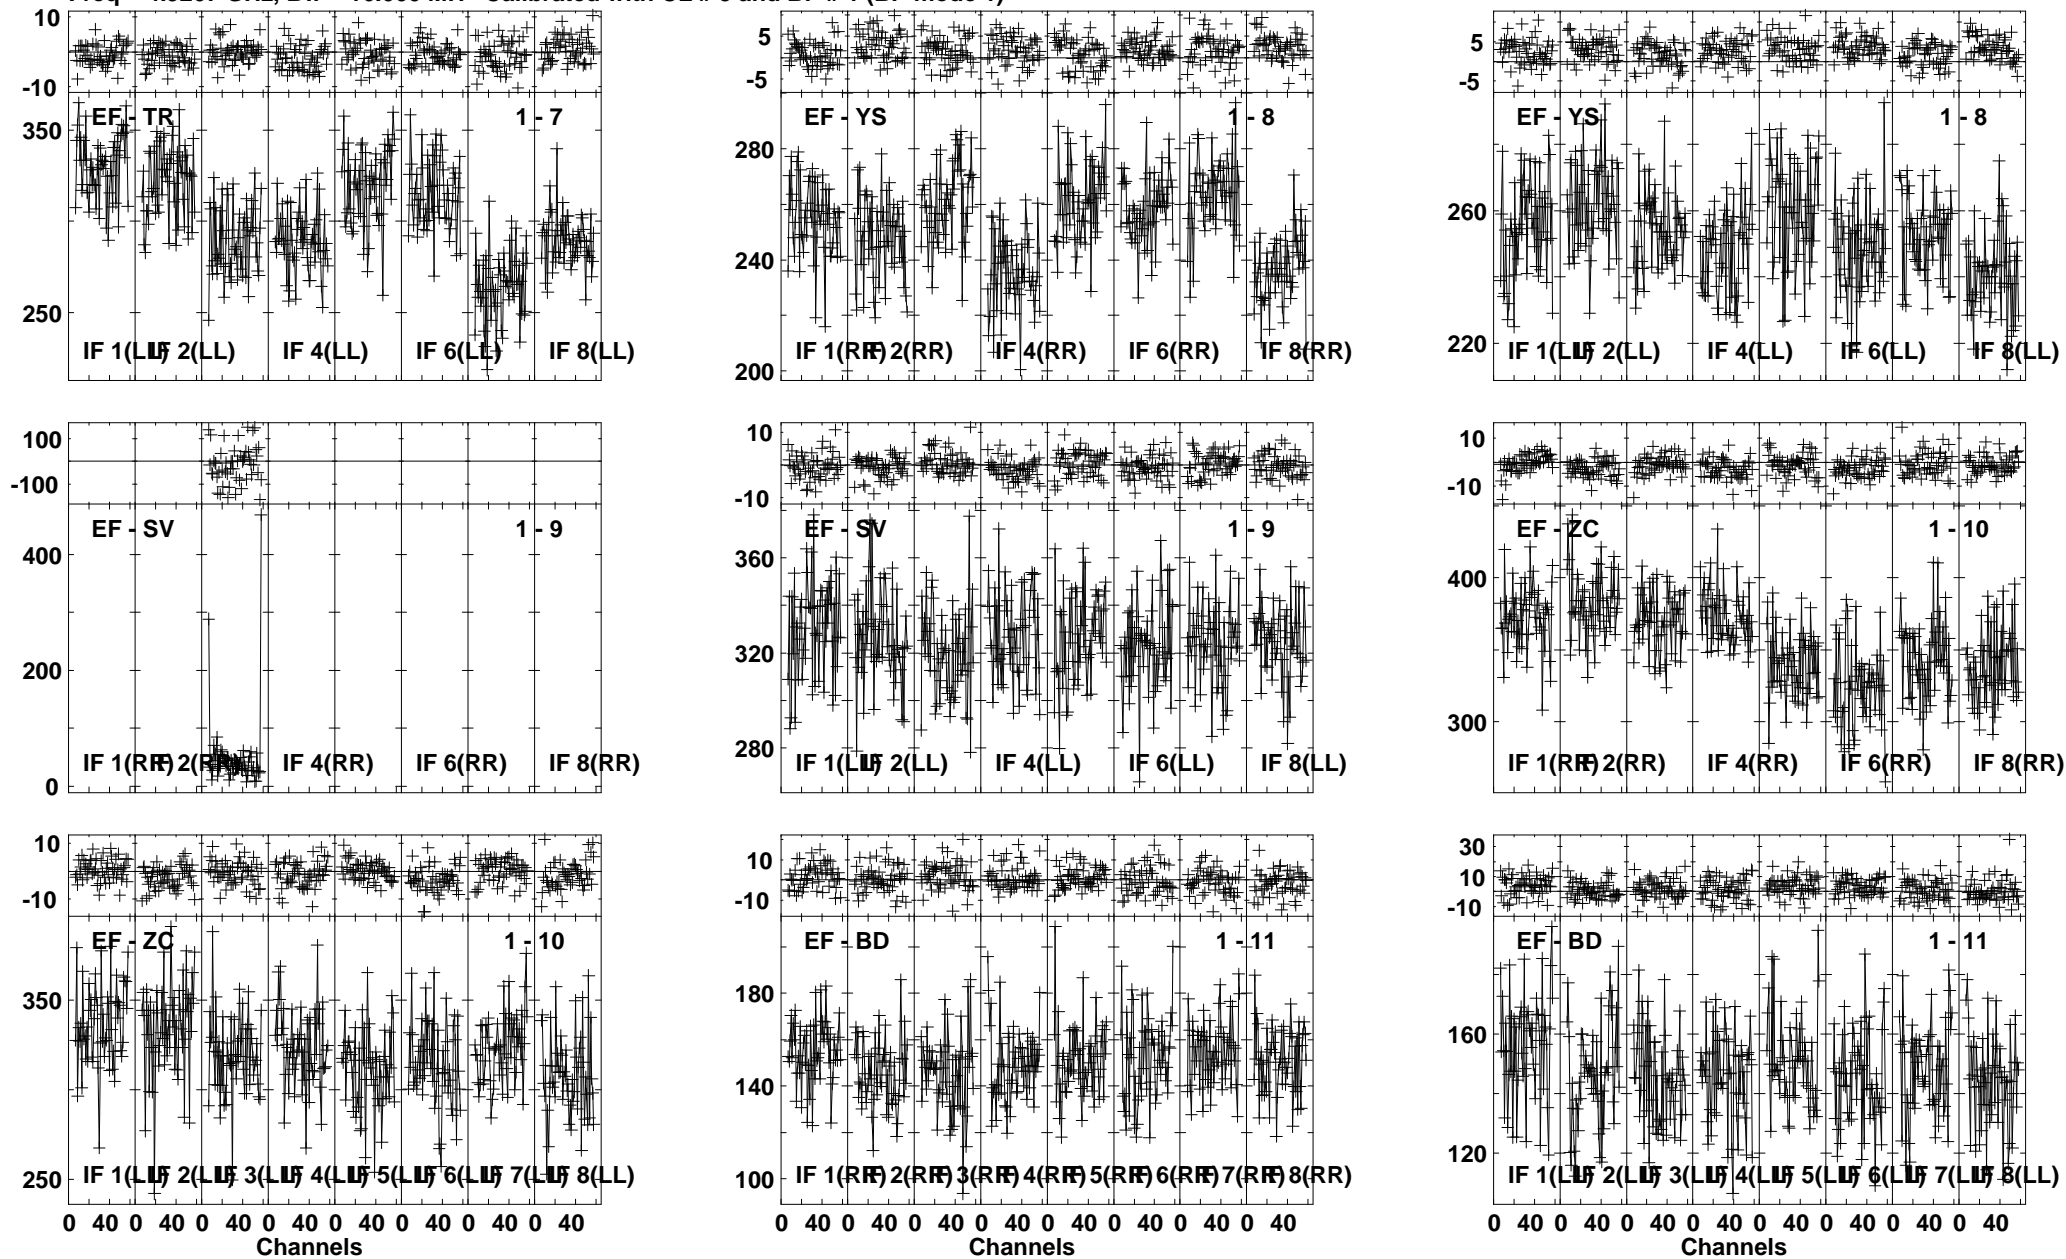 10
-10
EF - TR 1 - 7
350
250
IF 1(LL) IF 2(LL) IF 4(LL) IF 6(LL) IF 8(LL)
5
-5
EF - YS 1 - 8
280
240
200
IF 1(RR) IF 2(RR) IF 4(RR) IF 6(RR) IF 8(RR)
5
-5
EF - YS 1 - 8
260
220
IF 1(LL) IF 2(LL) IF 4(LL) IF 6(LL) IF 8(LL)
100
-100
EF - SV 1 - 9
400
200
0
IF 1(RR) IF 2(RR) IF 4(RR) IF 6(RR) IF 8(RR)
10
-10
EF - SV 1 - 9
360
320
280
IF 1(LL) IF 2(LL) IF 4(LL) IF 6(LL) IF 8(LL)
10
-10
EF - ZC 1 - 10
400
300
IF 1(RR) IF 2(RR) IF 4(RR) IF 6(RR) IF 8(RR)
10
-10
EF - ZC 1 - 10
350
250
IF 1(LL) IF 2(LL) IF 3(LL) IF 4(LL) IF 5(LL) IF 6(LL) IF 7(LL) IF 8(LL)
0 40 0 40 0 40 0 40 0 40 0 40 0 40 0 40
Channels
10
-10
EF - BD 1 - 11
180
140
100
IF 1(RR) IF 2(RR) IF 3(RR) IF 4(RR) IF 5(RR) IF 6(RR) IF 7(RR) IF 8(RR)
0 40 0 40 0 40 0 40 0 40 0 40 0 40 0 40
Channels
30
10
-10
EF - BD 1 - 11
160
120
IF 1(LL) IF 2(LL) IF 3(LL) IF 4(LL) IF 5(LL) IF 6(LL) IF 7(LL) IF 8(LL)
0 40 0 40 0 40 0 40 0 40 0 40 0 40 0 40
Channels